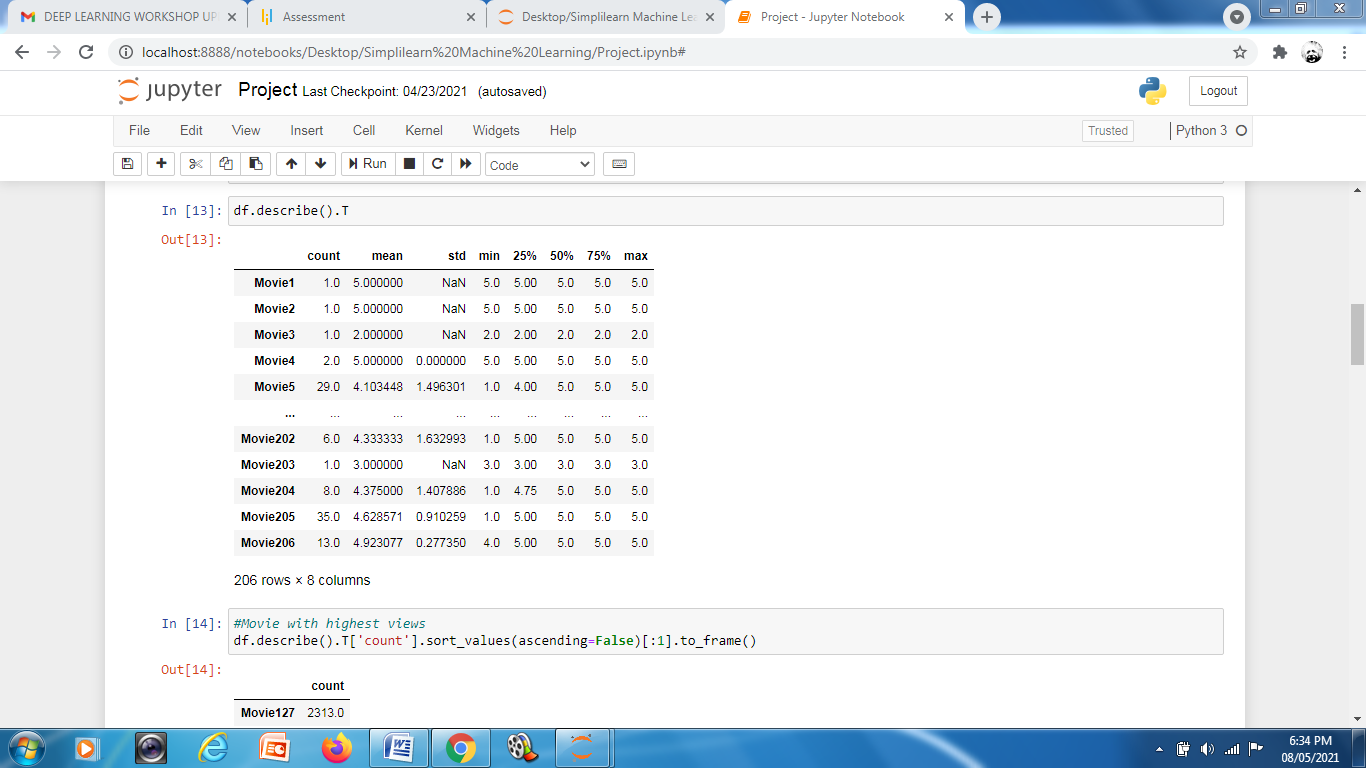 DEEP LEARNING WORKSHOP UP
Assessment
Desktop/Simplilearn Machine Le
Project - Jupyter Notebook
localhost:8888/notebooks/Desktop/Simplilearn%20Machine%20Learning/Project.ipynb#
jupyter Project Last Checkpoint: 04/23/2021 (autosaved)
Logout
File Edit View Insert Cell Kernel Widgets Help
Trusted
Python 3
Run
Code
In [13]: df.describe().T
Out[13]:
count mean std min 25% 50% 75% max
Movie1 1.0 5.000000 NaN 5.0 5.00 5.0 5.0 5.0
Movie2 1.0 5.000000 NaN 5.0 5.00 5.0 5.0 5.0
Movie3 1.0 2.000000 NaN 2.0 2.00 2.0 2.0 2.0
Movie4 2.0 5.000000 0.000000 5.0 5.00 5.0 5.0 5.0
Movie5 29.0 4.103448 1.496301 1.0 4.00 5.0 5.0 5.0
... ... ... ... ... ... ... ... ...
Movie202 6.0 4.333333 1.632993 1.0 5.00 5.0 5.0 5.0
Movie203 1.0 3.000000 NaN 3.0 3.00 3.0 3.0 3.0
Movie204 8.0 4.375000 1.407886 1.0 4.75 5.0 5.0 5.0
Movie205 35.0 4.628571 0.910259 1.0 5.00 5.0 5.0 5.0
Movie206 13.0 4.923077 0.277350 4.0 5.00 5.0 5.0 5.0
206 rows × 8 columns
In [14]: #Movie with highest views
df.describe().T['count'].sort_values(ascending=False)[:1].to_frame()
Out[14]:
count
Movie127 2313.0
6:34 PM
08/05/2021